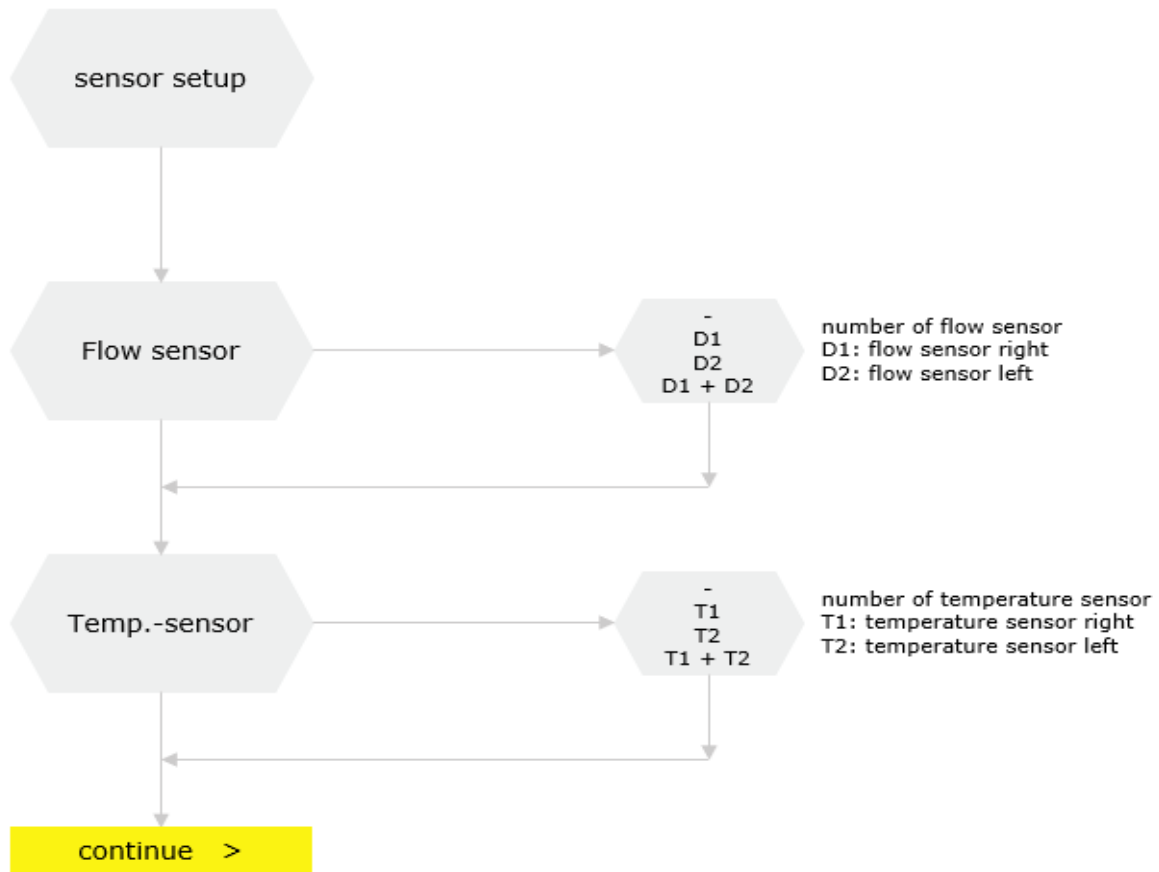 sensor setup
Flow sensor
-
D1
D2
D1 + D2
number of flow sensor
D1: flow sensor right
D2: flow sensor left
Temp.-sensor
-
T1
T2
T1 + T2
number of temperature sensor
T1: temperature sensor right
T2: temperature sensor left
continue >